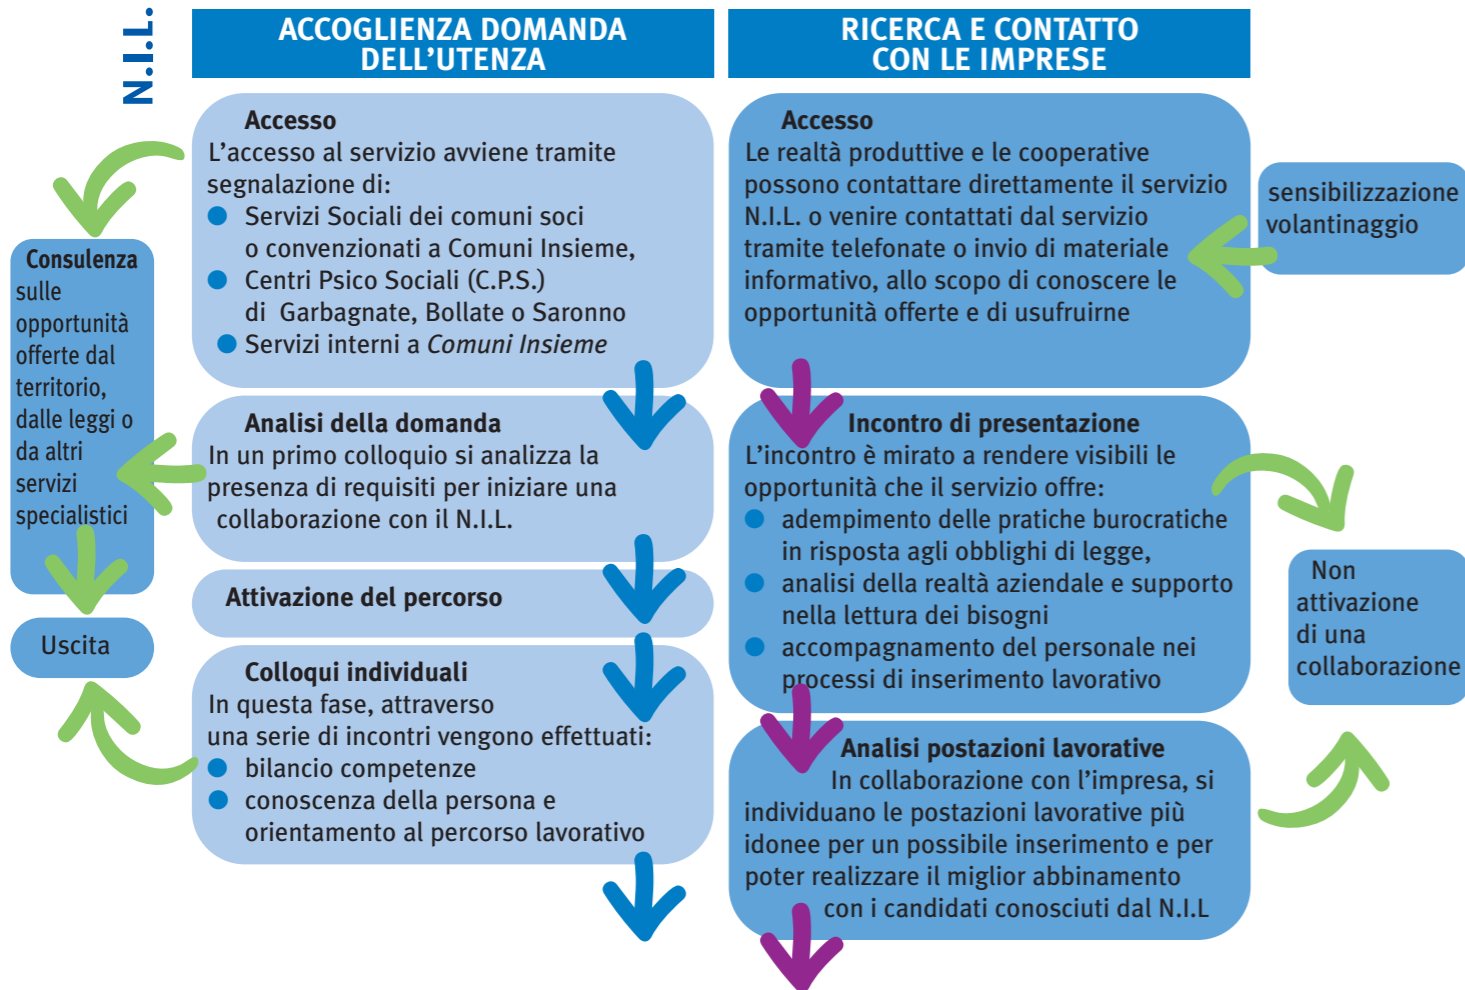 N.I.L.
ACCOGLIENZA DOMANDA
DELL'UTENZA
Accesso
L'accesso al servizio avviene tramite
segnalazione di:
● Servizi Sociali dei comuni soci
o convenzionati a Comuni Insieme,
● Centri Psico Sociali (C.P.S.)
di Garbagnate, Bollate o Saronno
● Servizi interni a Comuni Insieme
Consulenza
sulle
opportunità
offerte dal
territorio,
dalle leggi o
da altri
servizi
specialistici
Uscita
Analisi della domanda
In un primo colloquio si analizza la
presenza di requisiti per iniziare una
collaborazione con il N.I.L.
Attivazione del percorso
Colloqui individuali
In questa fase, attraverso
una serie di incontri vengono effettuati:
● bilancio competenze
● conoscenza della persona e
orientamento al percorso lavorativo
RICERCA E CONTATTO
CON LE IMPRESE
Accesso
Le realtà produttive e le cooperative
possono contattare direttamente il servizio
N.I.L. o venire contattati dal servizio
tramite telefonate o invio di materiale
informativo, allo scopo di conoscere le
opportunità offerte e di usufruirne
sensibilizzazione
volantinaggio
Incontro di presentazione
L'incontro è mirato a rendere visibili le
opportunità che il servizio offre:
● adempimento delle pratiche burocratiche
in risposta agli obblighi di legge,
● analisi della realtà aziendale e supporto
nella lettura dei bisogni
● accompagnamento del personale nei
processi di inserimento lavorativo
Non
attivazione
di una
collaborazione
Analisi postazioni lavorative
In collaborazione con l'impresa, si
individuano le postazioni lavorative più
idonee per un possibile inserimento e per
poter realizzare il miglior abbinamento
con i candidati conosciuti dal N.I.L